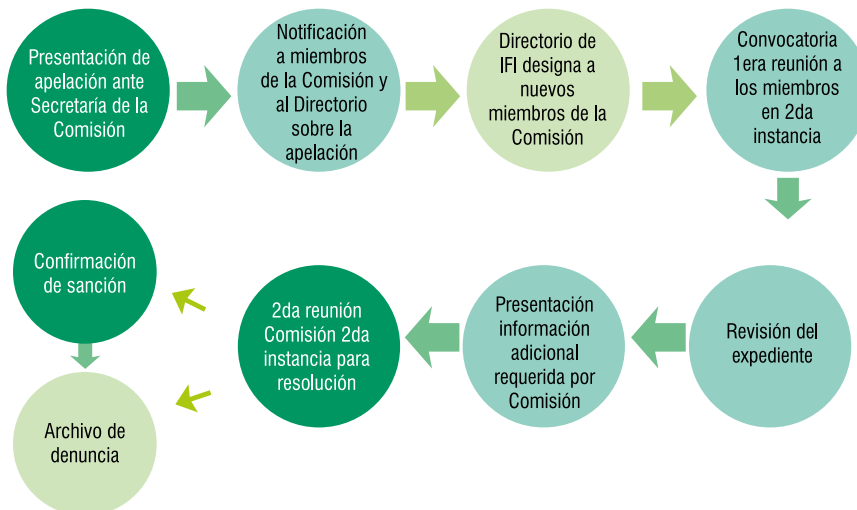 Presentación de
apelación ante
Secretaría de la
Comisión
Notificación
a miembros
de la Comisión y
al Directorio
sobre la
apelación
Directorio de
IFI designa a
nuevos
miembros de la
Comisión
Convocatoria
1era reunión a
los miembros
en 2da
instancia
Revisión del
expediente
Presentación
información
adicional
requerida por
Comisión
2da reunión
Comisión 2da
instancia para
resolución
Confirmación
de sanción
Archivo de
denuncia